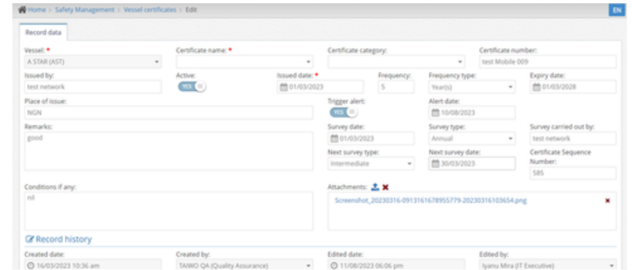 Home › Safety Management › Vessel certificates › Edit
EN
Record data
Vessel: * Certificate name: * Certificate category: Certificate number:
A STAR (AST) test Mobile 009
Issued by: Active: Issued date: * Frequency: Frequency type: Expiry date:
test network YES 01/03/2023 5 Year(s) 01/03/2028
Place of issue: Trigger alert: Alert date:
NGN YES 10/08/2023
Remarks: Survey date: Survey type: Survey carried out by:
good 01/03/2023 Annual test network
Next survey type: Next survey date: Certificate Sequence Number:
Intermediate 30/03/2023 585
Conditions if any: Attachments:
nil Screenshot_20230316-0913161678955779-20230316103654.png
Record history
Created date: Created by: Edited date: Edited by:
16/03/2023 10:36 am TAIWO QA (Quality Assurance) 11/08/2023 06:06 pm Iyanu Mira (IT Executive)